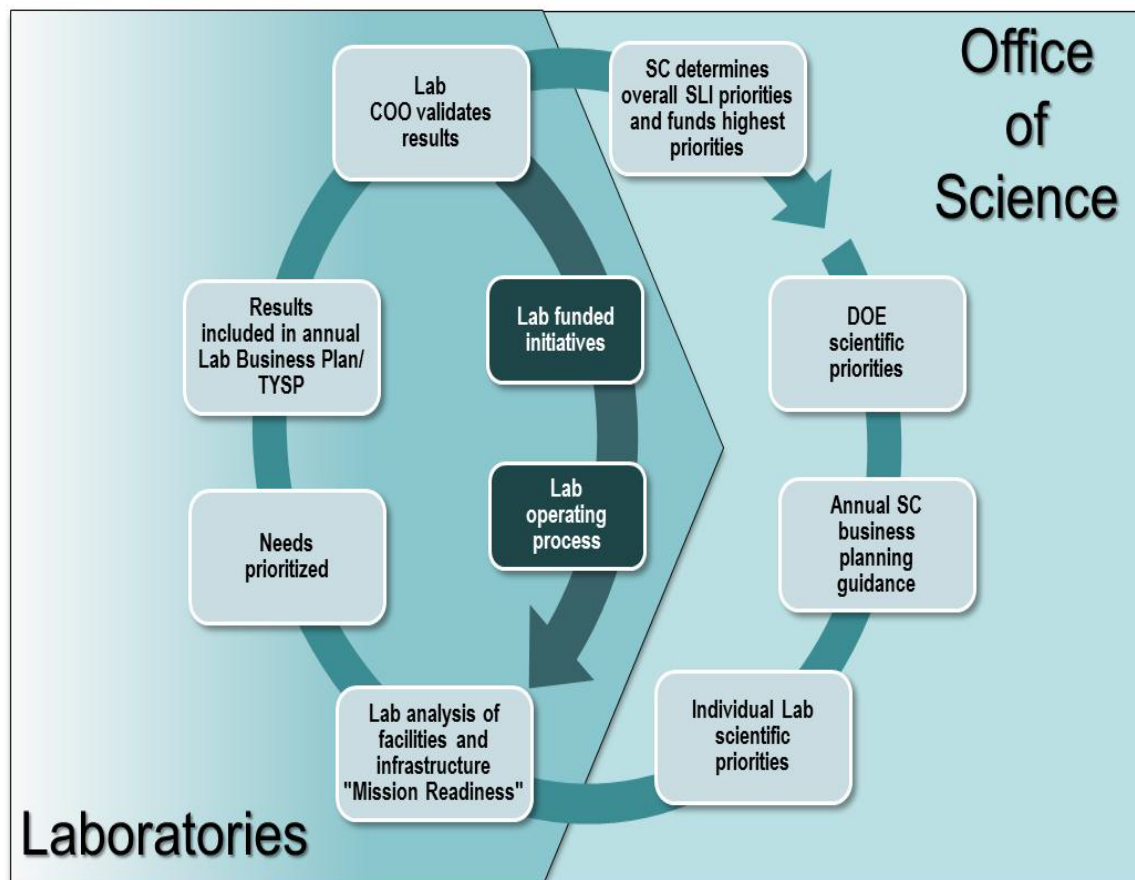 Office
of
Science
Lab
COO validates
results
SC determines
overall SLI priorities
and funds highest
priorities
Results
included in annual
Lab Business Plan/
TYSP
Lab funded
initiatives
DOE
scientific
priorities
Needs
prioritized
Lab
operating
process
Annual SC
business
planning
guidance
Lab analysis of
facilities and
infrastructure
"Mission Readiness"
Individual Lab
scientific
priorities
Laboratories